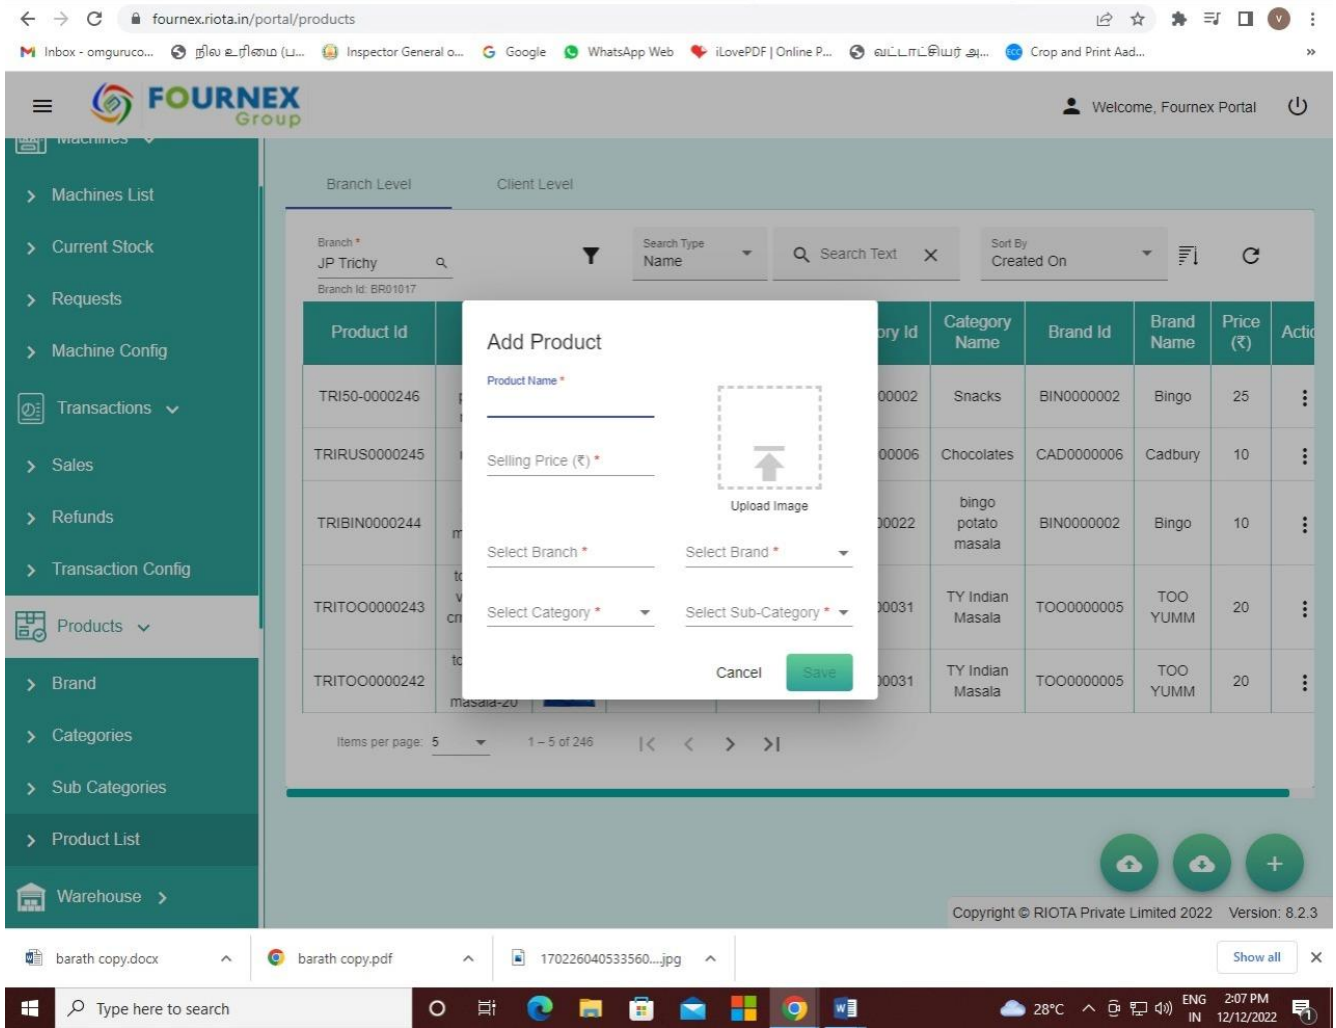 fournex.riota.in/portal/products
Inbox - omguruco... நில உரிமை (ப... Inspector General o... Google WhatsApp Web iLovePDF | Online P... வட்டாட்சியர் அ... Crop and Print Aad...
FOURNEX
Group
Welcome, Fournex Portal
Machines
Machines List
Current Stock
Requests
Machine Config
Transactions
Sales
Refunds
Transaction Config
Products
Brand
Categories
Sub Categories
Product List
Warehouse
Branch Level Client Level
Branch *
JP Trichy
Branch Id: BR01017
Search Type
Name
Search Text
Sort By
Created On
Product Id Category Name Brand Id Brand Name Price (₹)
TRI50-0000246 00002 Snacks BIN0000002 Bingo 25
TRIRUS0000245 00006 Chocolates CAD0000006 Cadbury 10
TRIBIN0000244 00022 bingo potato masala BIN0000002 Bingo 10
TRITOO0000243 00031 TY Indian Masala TOO0000005 TOO YUMM 20
TRITOO0000242 masala-20 00031 TY Indian Masala TOO0000005 TOO YUMM 20
Add Product
Product Name *
Selling Price (₹) *
Upload Image
Select Branch * Select Brand *
Select Category * Select Sub-Category *
Cancel Save
Items per page: 5 1 – 5 of 246
Copyright © RIOTA Private Limited 2022 Version: 8.2.3
barath copy.docx barath copy.pdf 170226040533560....jpg Show all
Type here to search
28°C ENG IN 2:07 PM 12/12/2022